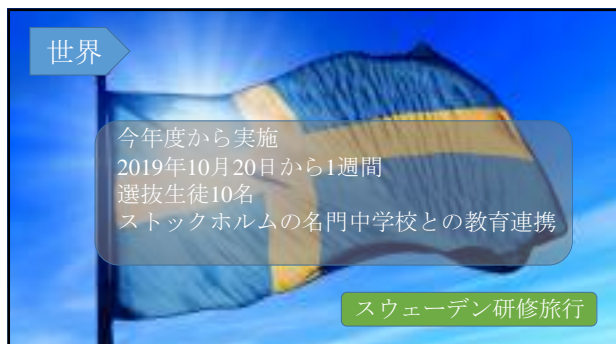 世界
今年度から実施
2019年10月20日から1週間
選抜生徒10名
ストックホルムの名門中学校との教育連携
スウェーデン研修旅行